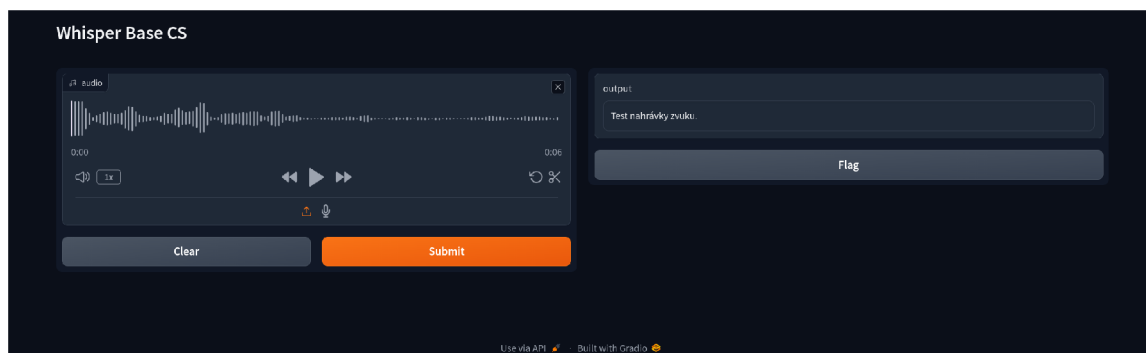 Whisper Base CS
audio
0:00
0:06
1x
Clear
Submit
output
Test nahrávky zvuku.
Flag
Use via API · Built with Gradio